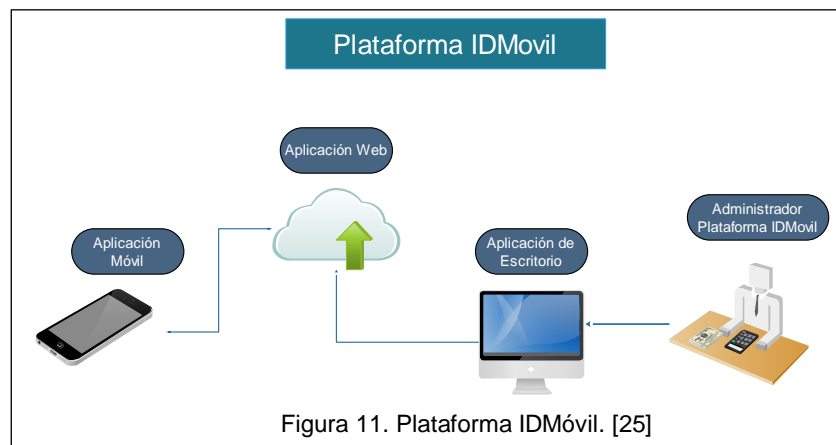 Plataforma IDMovil
Aplicación Web
Aplicación
Móvil
Aplicación de
Escritorio
Administrador
Plataforma IDMovil
Figura 11. Plataforma IDMóvil. [25]